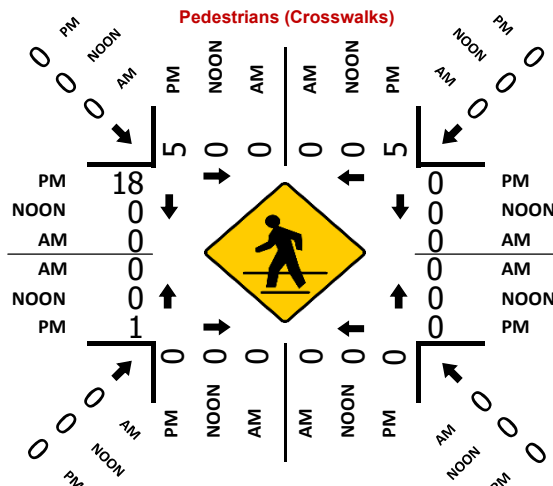 Pedestrians (Crosswalks)
0 PM
0 NOON
0 AM
PM NOON AM AM NOON PM
5 0 0 0 0 5
PM 0
NOON 0
AM 0
PM 18 0 PM
NOON 0 0 NOON
AM 0 0 AM
AM 0 0 AM
NOON 0 0 NOON
PM 1 0 PM
0 0 0 0 0 0
PM NOON AM AM NOON PM
0 AM
0 NOON
0 PM
AM 0
NOON 0
PM 0